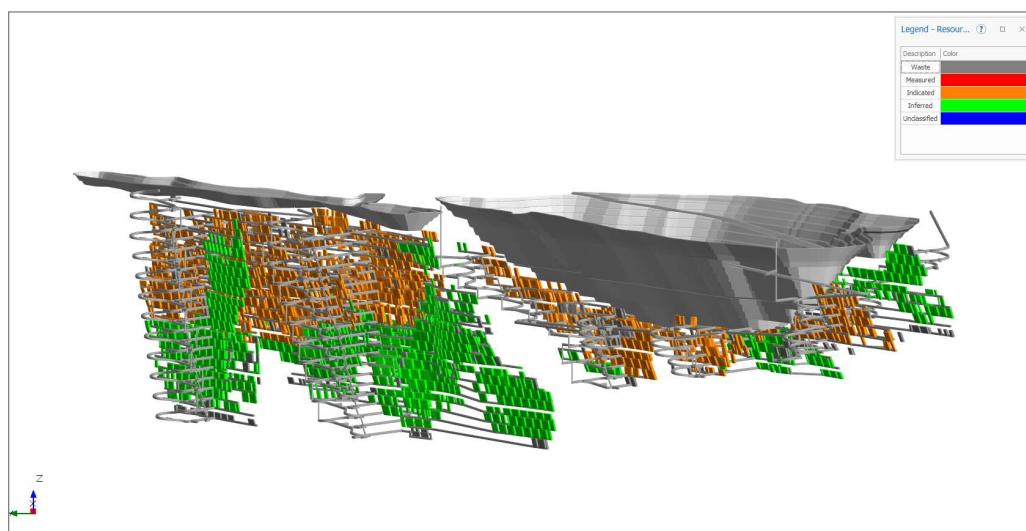 Legend - Resour... ?
Description Color
Waste
Measured
Indicated
Inferred
Unclassified
Z
X